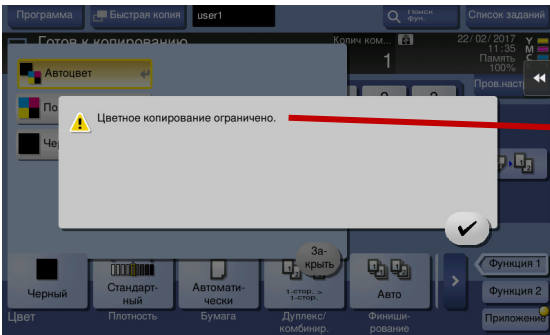 Программа
Быстрая копия
user1
Поиск
фун.
Список заданий
Готов к копированию
Колич ком...
1
22/02/2017
11:35
Память
100%
Y
M
C
Автоцвет
Пров.наст
По
Че
Цветное копирование ограничено.
За-
крыть
Черный
Стандарт-
ный
Автомати-
чески
1-стор. >
1-стор.
Авто
Функция 1
Функция 2
Приложение
Цвет
Плотность
Бумага
Дуплекс/
комбинир.
Финиши-
рование